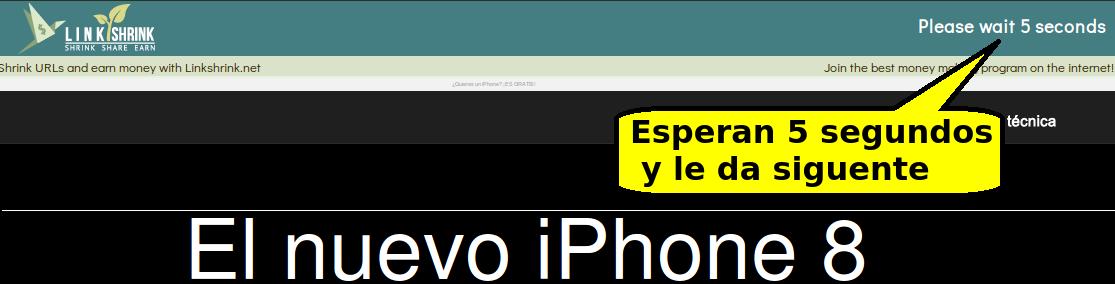 LINK SHRINK
SHRINK SHARE EARN
Please wait 5 seconds
Shrink URLs and earn money with Linkshrink.net
Join the best money program on the internet!
¿Quieres un iPhone? ¡ES GRATIS!
Esperan 5 segundos
y le da siguente
técnica
El nuevo iPhone 8